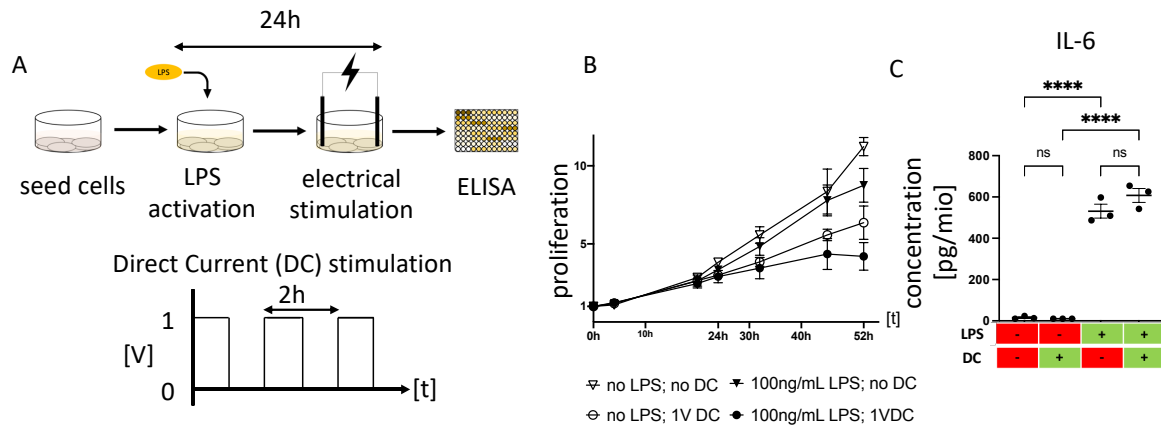 A
24h
LPS
seed cells
LPS
activation
electrical
stimulation
ELISA
Direct Current (DC) stimulation
2h
1
[V]
0
[t]
B
proliferation
10
5
1
0h
10h
24h
30h
40h
52h
[t]
no LPS; no DC
100ng/mL LPS; no DC
no LPS; 1V DC
100ng/mL LPS; 1VDC
IL-6
C
****
****
ns
ns
concentration
[pg/mio]
800
600
400
200
0
LPS - - + +
DC - + - +